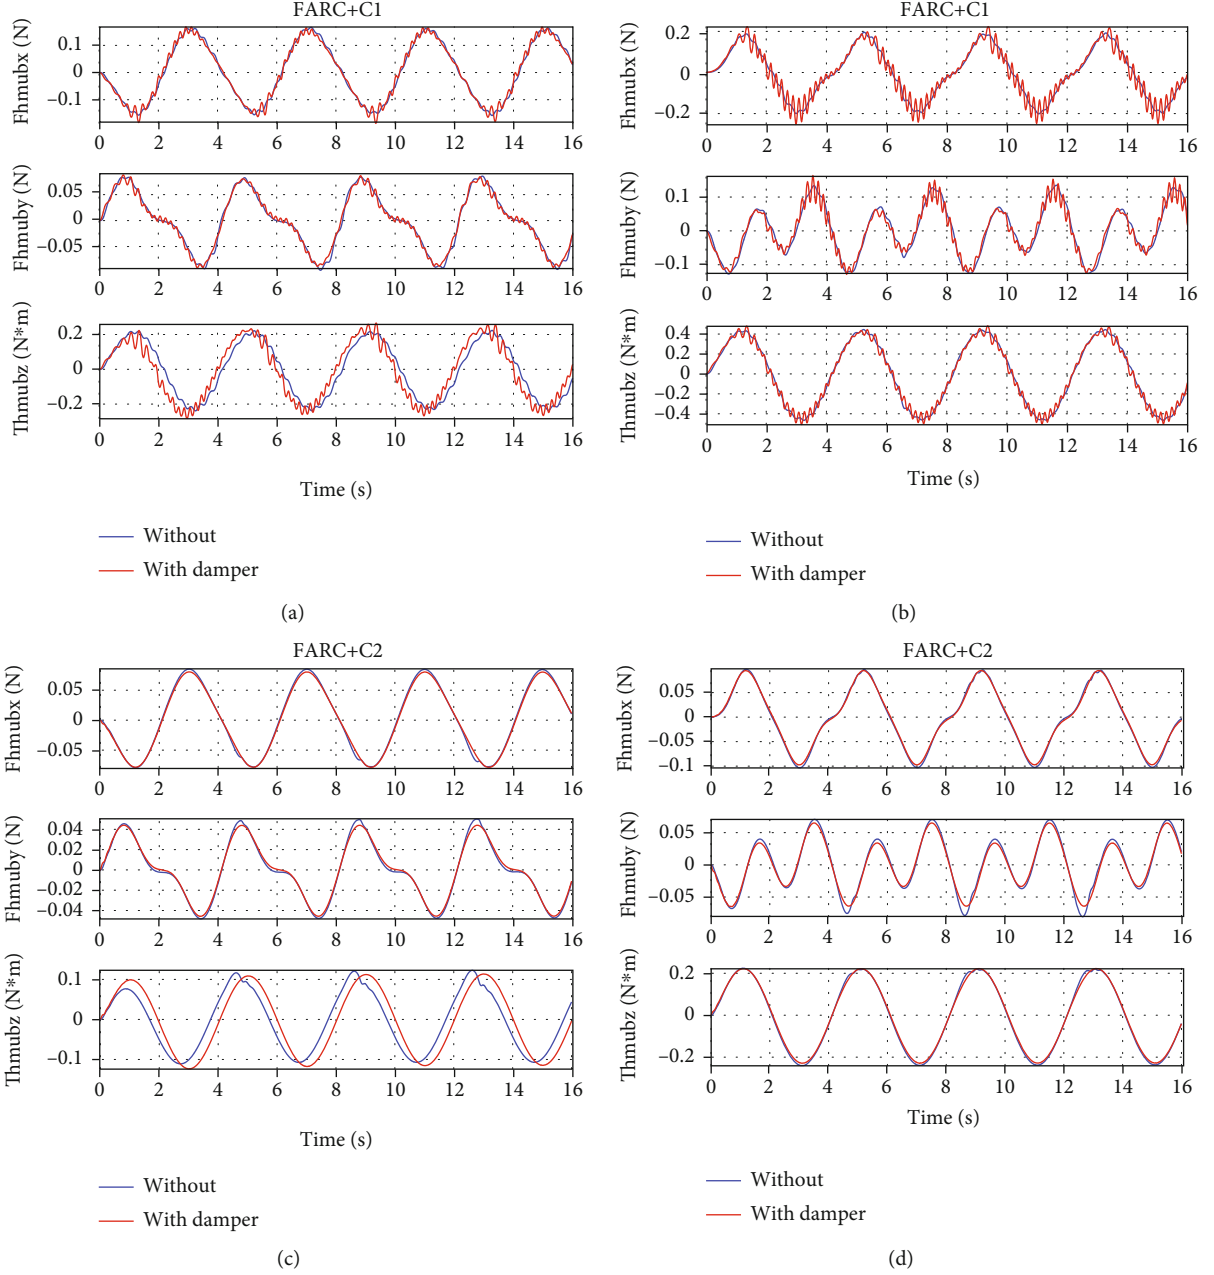 FARC+C1
Fhmubx (N)
0.1
0
−0.1
0 2 4 6 8 10 12 14 16
Fhmuby (N)
0.05
0
−0.05
0 2 4 6 8 10 12 14 16
Thmubz (N*m)
0.2
0
−0.2
0 2 4 6 8 10 12 14 16
Time (s)
Without
With damper
(a)
FARC+C1
Fhmubx (N)
0.2
0
−0.2
0 2 4 6 8 10 12 14 16
Fhmuby (N)
0.1
0
−0.1
0 2 4 6 8 10 12 14 16
Thmubz (N*m)
0.4
0.2
0
−0.2
−0.4
0 2 4 6 8 10 12 14 16
Time (s)
Without
With damper
(b)
FARC+C2
Fhmubx (N)
0.05
0
−0.05
0 2 4 6 8 10 12 14 16
Fhmuby (N)
0.04
0.02
0
−0.02
−0.04
0 2 4 6 8 10 12 14 16
Thmubz (N*m)
0.1
0
−0.1
0 2 4 6 8 10 12 14 16
Time (s)
Without
With damper
(c)
FARC+C2
Fhmubx (N)
0.05
0
−0.05
−0.1
0 2 4 6 8 10 12 14 16
Fhmuby (N)
0.05
0
−0.05
0 2 4 6 8 10 12 14 16
Thmubz (N*m)
0.2
0
−0.2
0 2 4 6 8 10 12 14 16
Time (s)
Without
With damper
(d)